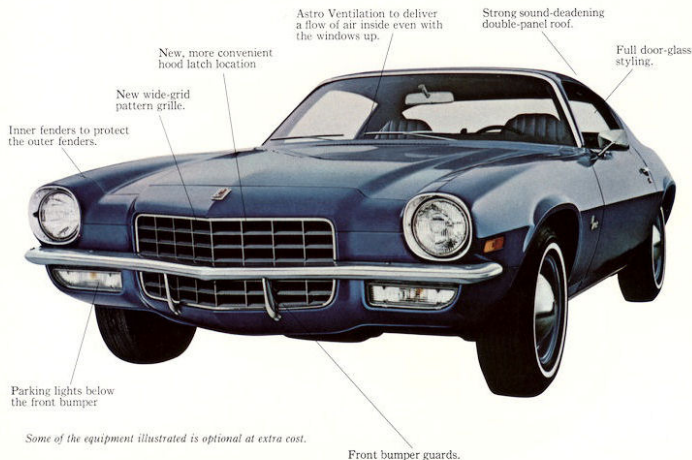 Astro Ventilation to deliver
a flow of air inside even with
the windows up.
Strong sound-deadening
double-panel roof.
Full door-glass
styling.
New, more convenient
hood latch location
New wide-grid
pattern grille.
Inner fenders to protect
the outer fenders.
Parking lights below
the front bumper
Some of the equipment illustrated is optional at extra cost.
Front bumper guards.